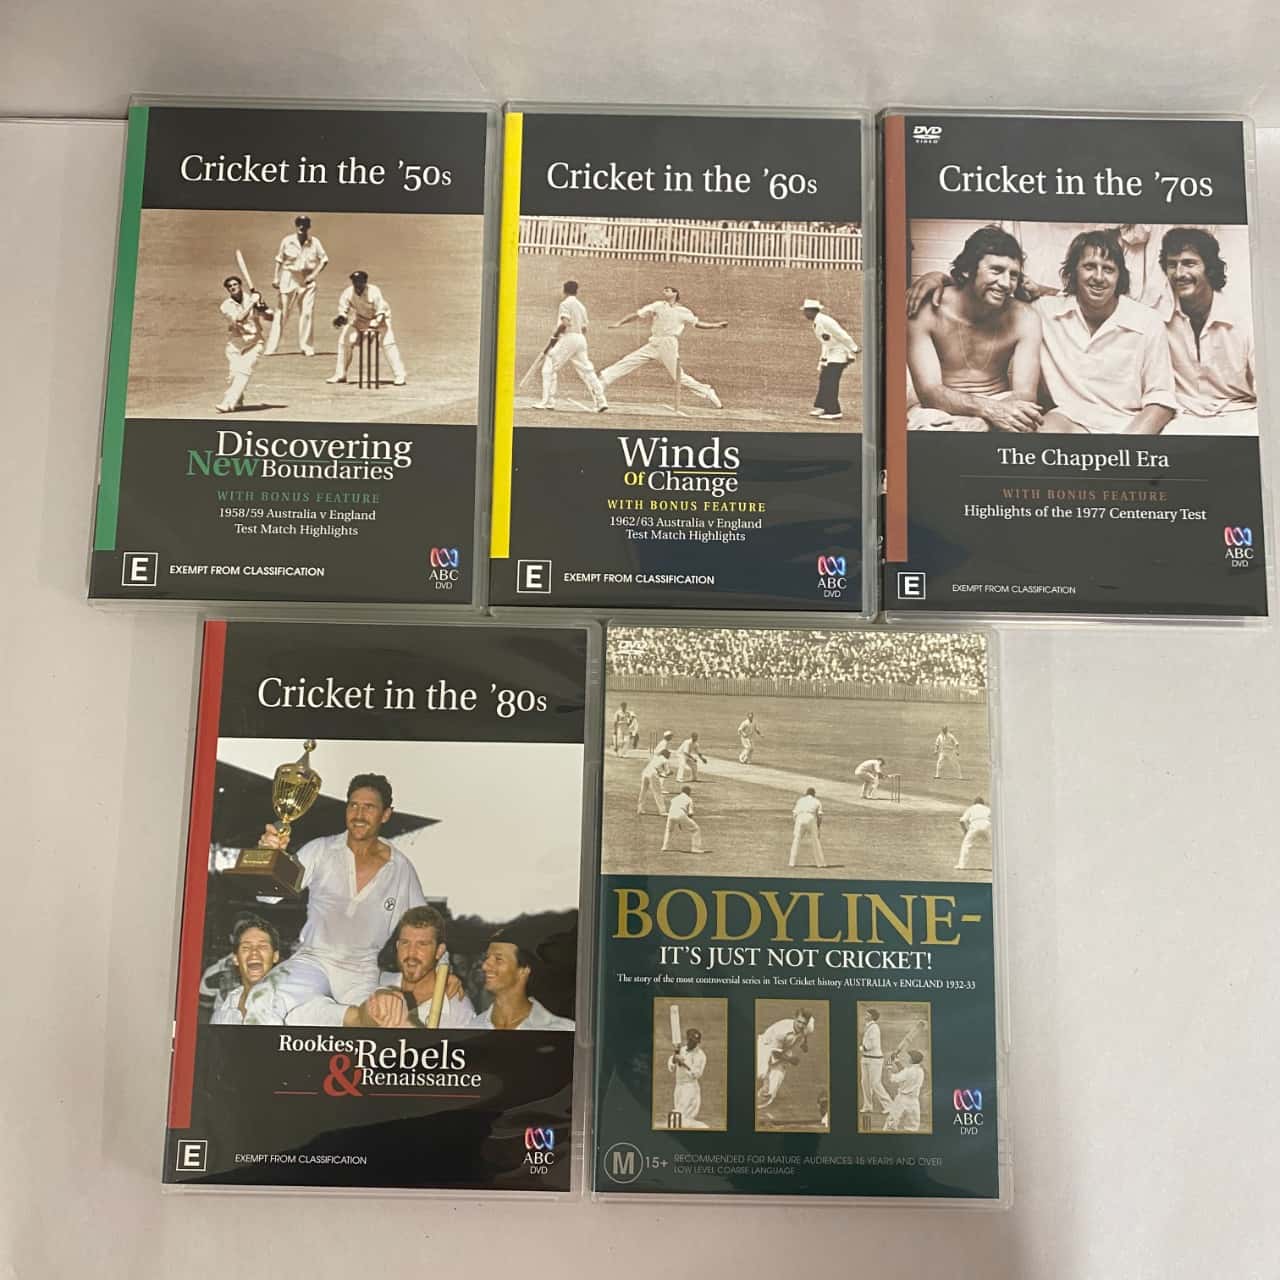 Cricket in the '50s
Discovering
New Boundaries
WITH BONUS FEATURE
1958/59 Australia v England
Test Match Highlights
E
EXEMPT FROM CLASSIFICATION
ABC
DVD
Cricket in the '60s
Winds
Of Change
WITH BONUS FEATURE
1962/63 Australia v England
Test Match Highlights
E
EXEMPT FROM CLASSIFICATION
ABC
DVD
DVD
VIDEO
Cricket in the '70s
The Chappell Era
WITH BONUS FEATURE
Highlights of the 1977 Centenary Test
E
EXEMPT FROM CLASSIFICATION
ABC
DVD
Cricket in the '80s
Rookies,
& Rebels
Renaissance
E
EXEMPT FROM CLASSIFICATION
ABC
DVD
DVD
BODYLINE-
IT'S JUST NOT CRICKET!
The story of the most controversial series in Test Cricket history AUSTRALIA v ENGLAND 1932-33
ABC
DVD
M 15+
RECOMMENDED FOR MATURE AUDIENCES 15 YEARS AND OVER
LOW LEVEL COARSE LANGUAGE